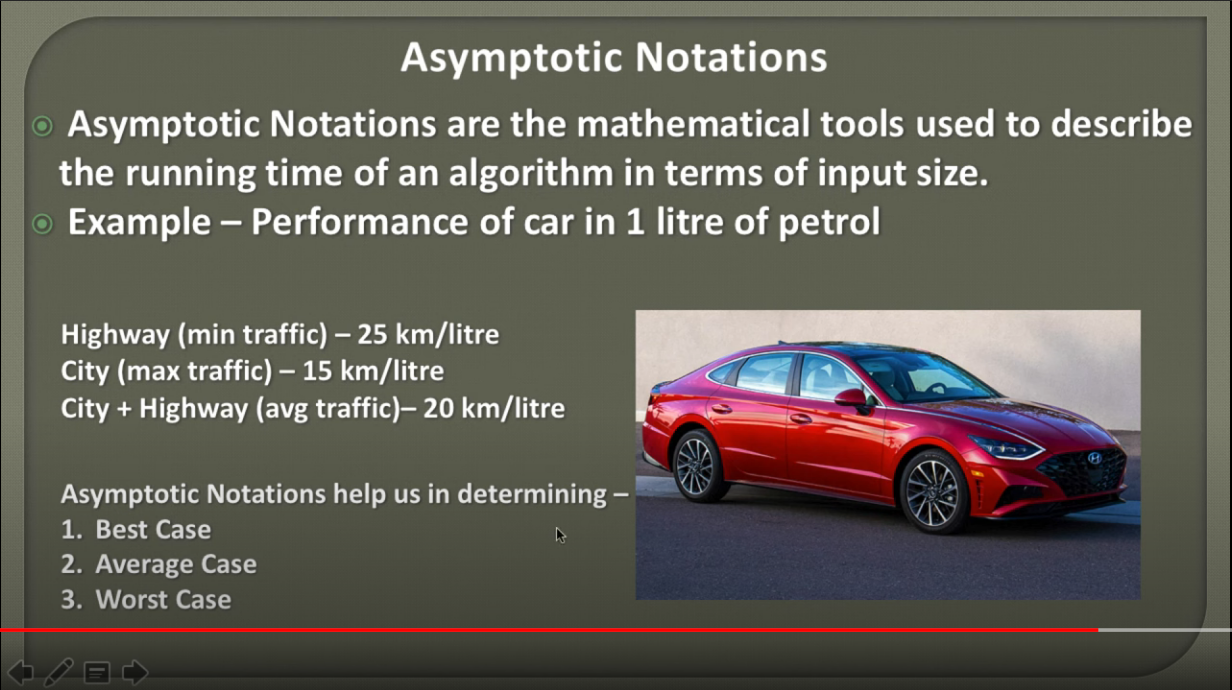 Asymptotic Notations
Asymptotic Notations are the mathematical tools used to describe
the running time of an algorithm in terms of input size.
Example – Performance of car in 1 litre of petrol
Highway (min traffic) – 25 km/litre
City (max traffic) – 15 km/litre
City + Highway (avg traffic)– 20 km/litre
Asymptotic Notations help us in determining –
1. Best Case
2. Average Case
3. Worst Case